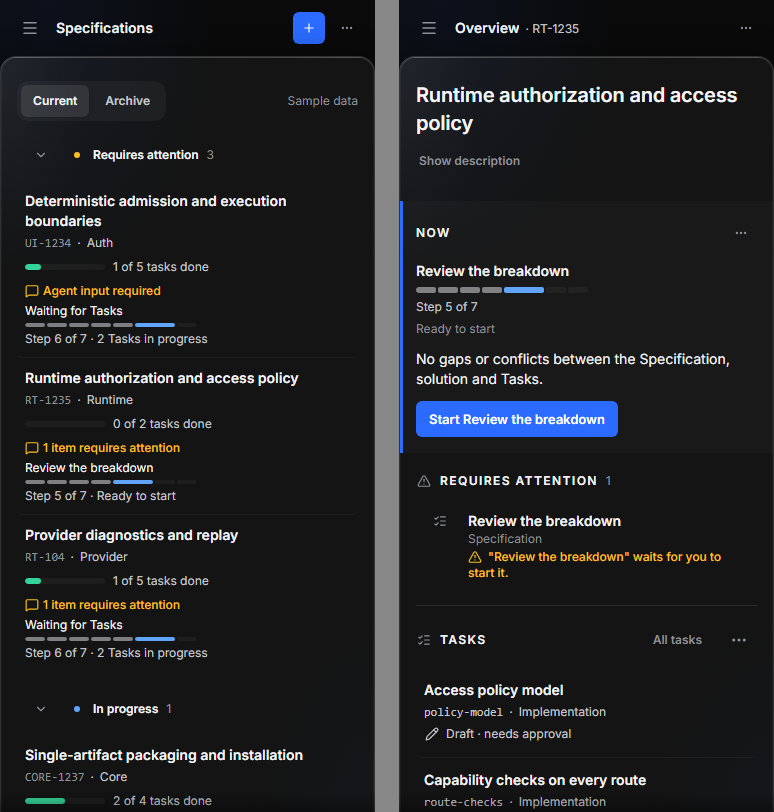 Specifications
Current
Archive
Sample data
Requires attention 3
Deterministic admission and execution
boundaries
UI-1234 · Auth
1 of 5 tasks done
Agent input required
Waiting for Tasks
Step 6 of 7 · 2 Tasks in progress
Runtime authorization and access policy
RT-1235 · Runtime
0 of 2 tasks done
1 item requires attention
Review the breakdown
Step 5 of 7 · Ready to start
Provider diagnostics and replay
RT-104 · Provider
1 of 5 tasks done
1 item requires attention
Waiting for Tasks
Step 6 of 7 · 2 Tasks in progress
In progress 1
Single-artifact packaging and installation
CORE-1237 · Core
2 of 4 tasks done
Overview · RT-1235
Runtime authorization and access
policy
Show description
NOW
Review the breakdown
Step 5 of 7
Ready to start
No gaps or conflicts between the Specification,
solution and Tasks.
Start Review the breakdown
REQUIRES ATTENTION 1
Review the breakdown
Specification
"Review the breakdown" waits for you to
start it.
TASKS
All tasks
Access policy model
policy-model · Implementation
Draft · needs approval
Capability checks on every route
route-checks · Implementation